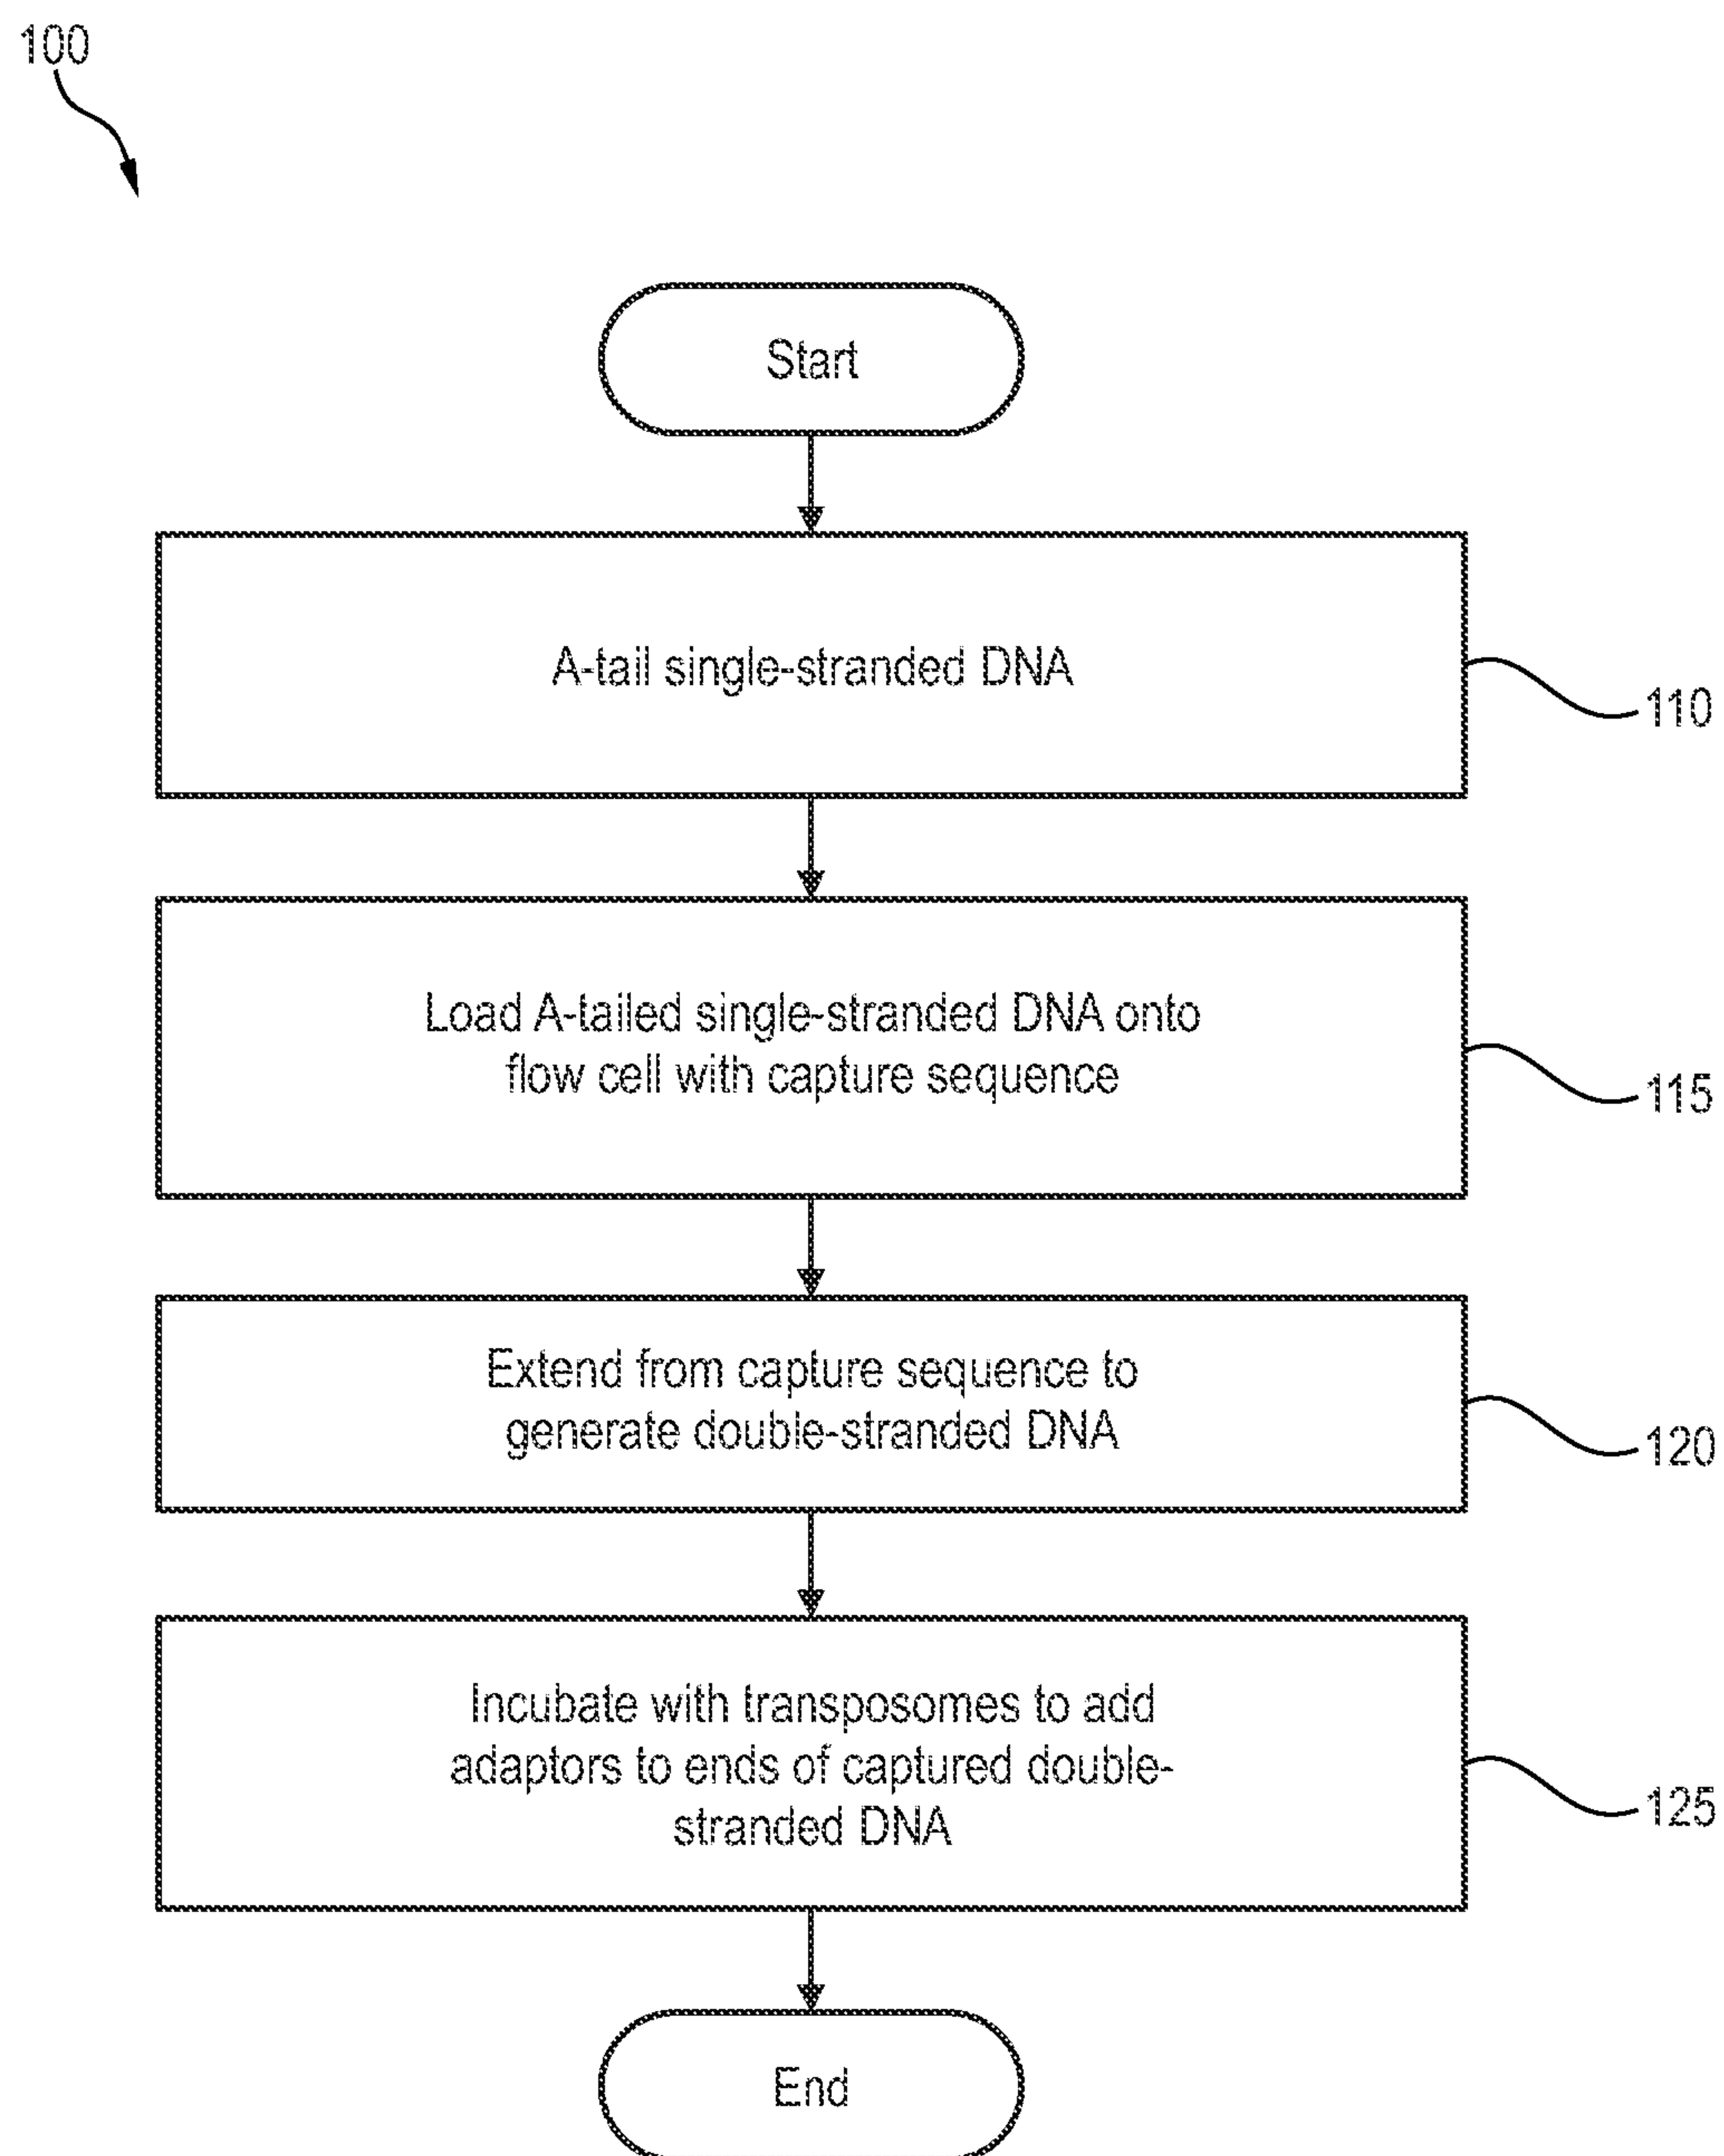 100
Start
A-tail single-stranded DNA
110
Load A-tailed single-stranded DNA onto
flow cell with capture sequence
115
Extend from capture sequence to
generate double-stranded DNA
120
Incubate with transposomes to add
adaptors to ends of captured double-
stranded DNA
125
End